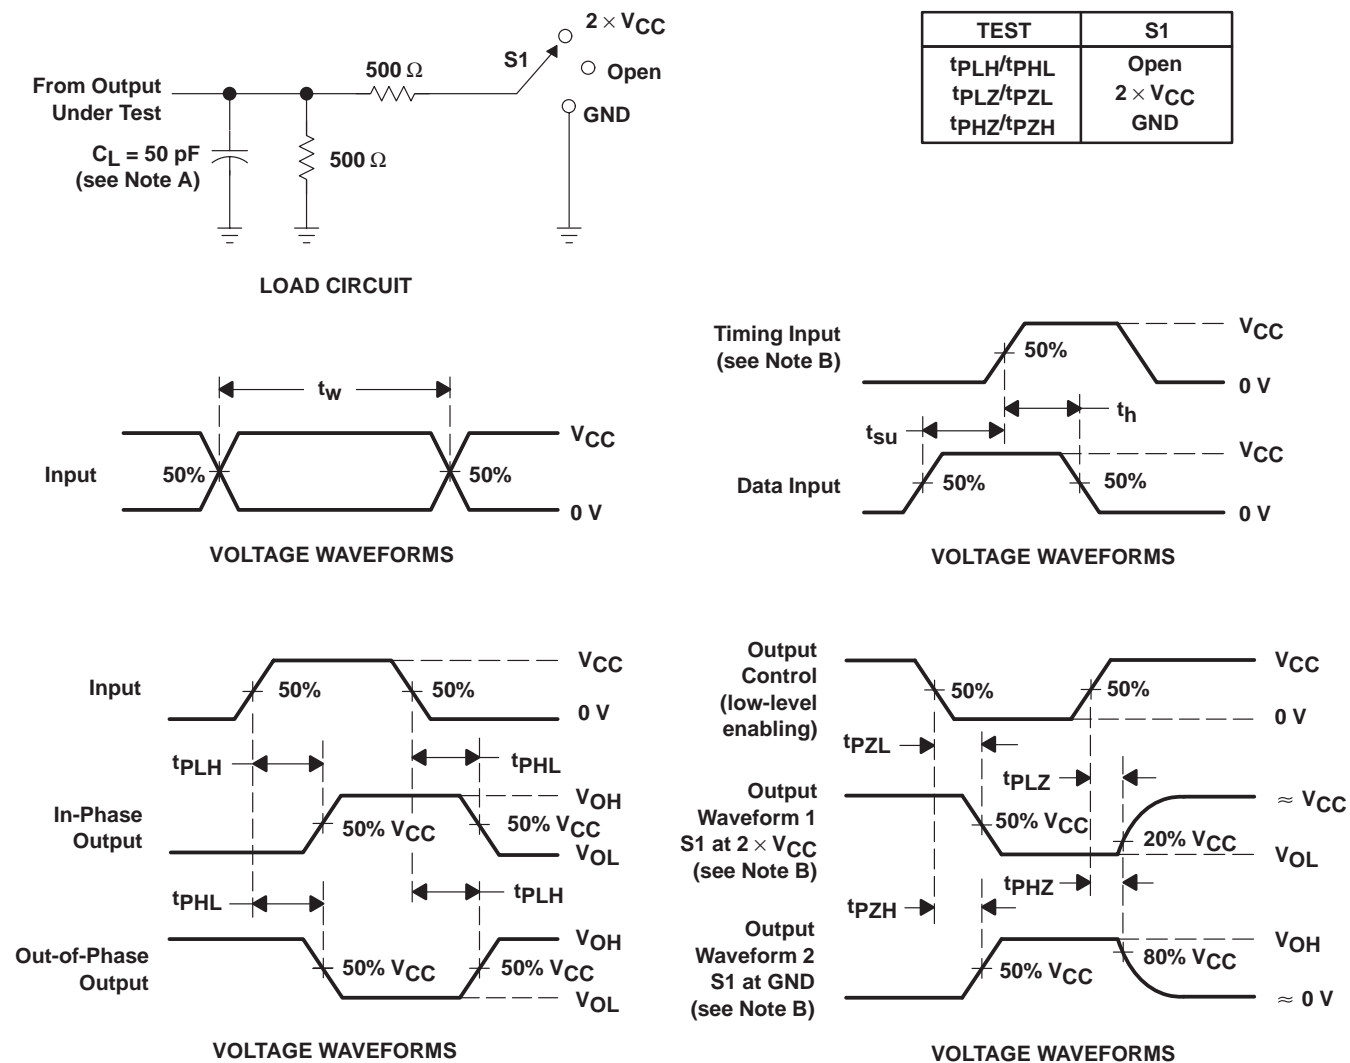 2 × VCC
S1
500 Ω
Open
From Output
Under Test
GND
CL = 50 pF
(see Note A)
500 Ω
LOAD CIRCUIT
TEST S1
tPLH/tPHL Open
tPLZ/tPZL 2 × VCC
tPHZ/tPZH GND
tw
VCC
Input
50%
50%
0 V
VOLTAGE WAVEFORMS
Timing Input
(see Note B)
VCC
50%
0 V
th
tsu
VCC
Data Input
50%
50%
0 V
VOLTAGE WAVEFORMS
Input
VCC
50%
50%
0 V
tPLH
tPHL
In-Phase
Output
VOH
50% VCC
50% VCC
VOL
tPHL
tPLH
Out-of-Phase
Output
VOH
50% VCC
50% VCC
VOL
VOLTAGE WAVEFORMS
Output
Control
(low-level
enabling)
VCC
50%
50%
0 V
tPZL
tPLZ
Output
Waveform 1
S1 at 2 × VCC
(see Note B)
≈ VCC
50% VCC
20% VCC
VOL
tPHZ
tPZH
Output
Waveform 2
S1 at GND
(see Note B)
VOH
50% VCC
80% VCC
≈ 0 V
VOLTAGE WAVEFORMS